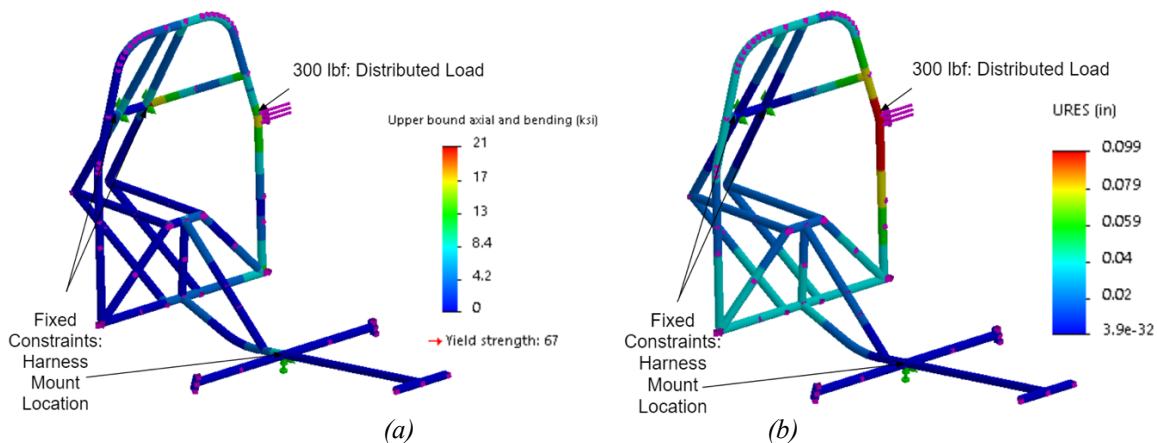 300 lbf: Distributed Load
Upper bound axial and bending (ksi)
21
17
13
8.4
4.2
0
Yield strength: 67
Fixed
Constraints:
Harness
Mount
Location
(a)
300 lbf: Distributed Load
URES (in)
0.099
0.079
0.059
0.04
0.02
3.9e-32
Fixed
Constraints:
Harness
Mount
Location
(b)